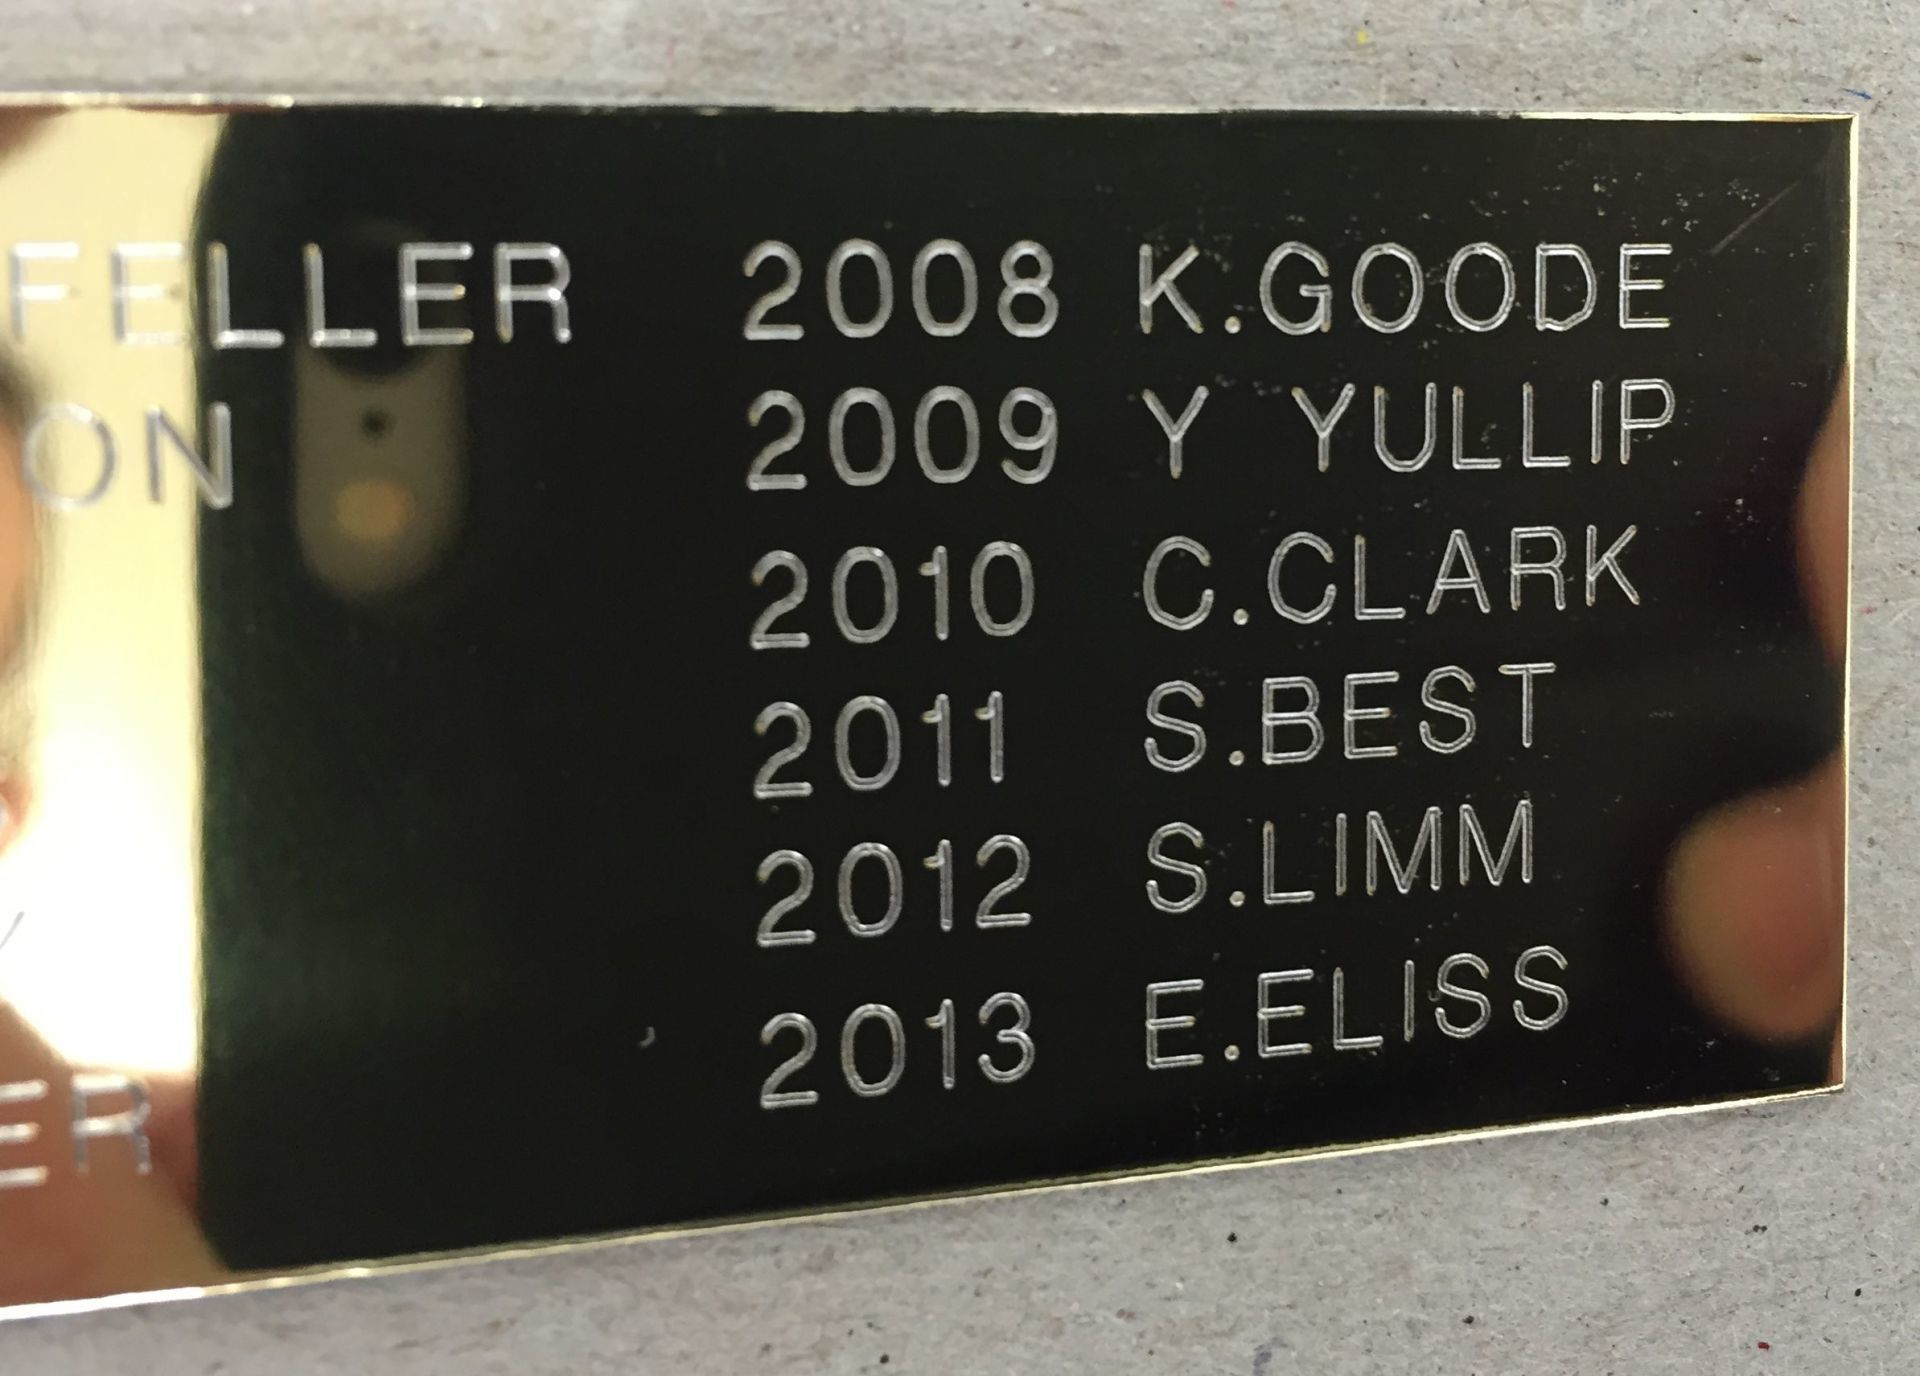 FELLER 2008 K.GOODE
ON 2009 Y YULLIP
2010 C.CLARK
2011 S.BEST
2012 S.LIMM
2013 E.ELISS
ER